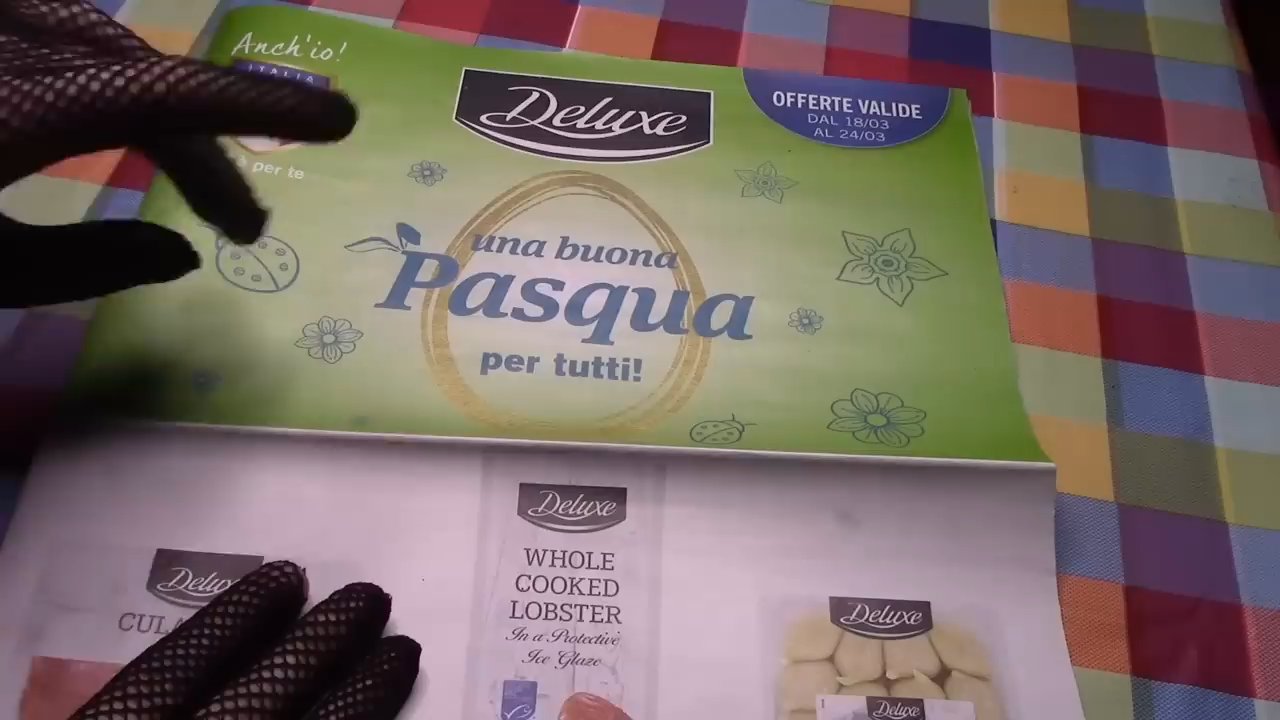 Anch'io!
ITALIA
è per te
Deluxe
OFFERTE VALIDE
DAL 18/03
AL 24/03
una buona
Pasqua
per tutti!
Deluxe
WHOLE
COOKED
LOBSTER
In a Protective
Ice Glaze
Deluxe
Deluxe
Deluxe